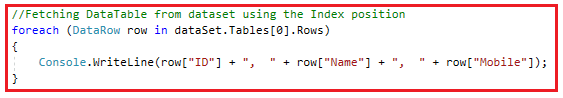 //Fetching DataTable from dataset using the Index position
foreach (DataRow row in dataSet.Tables[0].Rows)
{
    Console.WriteLine(row["ID"] + ",  " + row["Name"] + ",  " + row["Mobile"]);
}